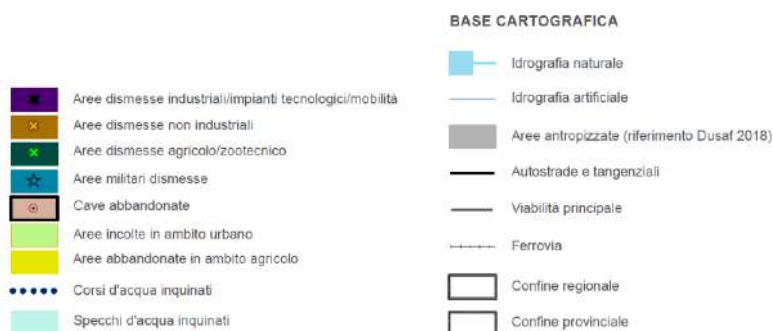 BASE CARTOGRAFICA
Idrografia naturale
Idrografia artificiale
Aree antropizzate (riferimento Dusaf 2018)
Autostrade e tangenziali
Viabilità principale
Ferrovia
Confine regionale
Confine provinciale
Aree dismesse industriali/impianti tecnologici/mobilità
Aree dismesse non industriali
Aree dismesse agricolo/zootecnico
Aree militari dismesse
Cave abbandonate
Aree incolte in ambito urbano
Aree abbandonate in ambito agricolo
Corsi d'acqua inquinati
Specchi d'acqua inquinati